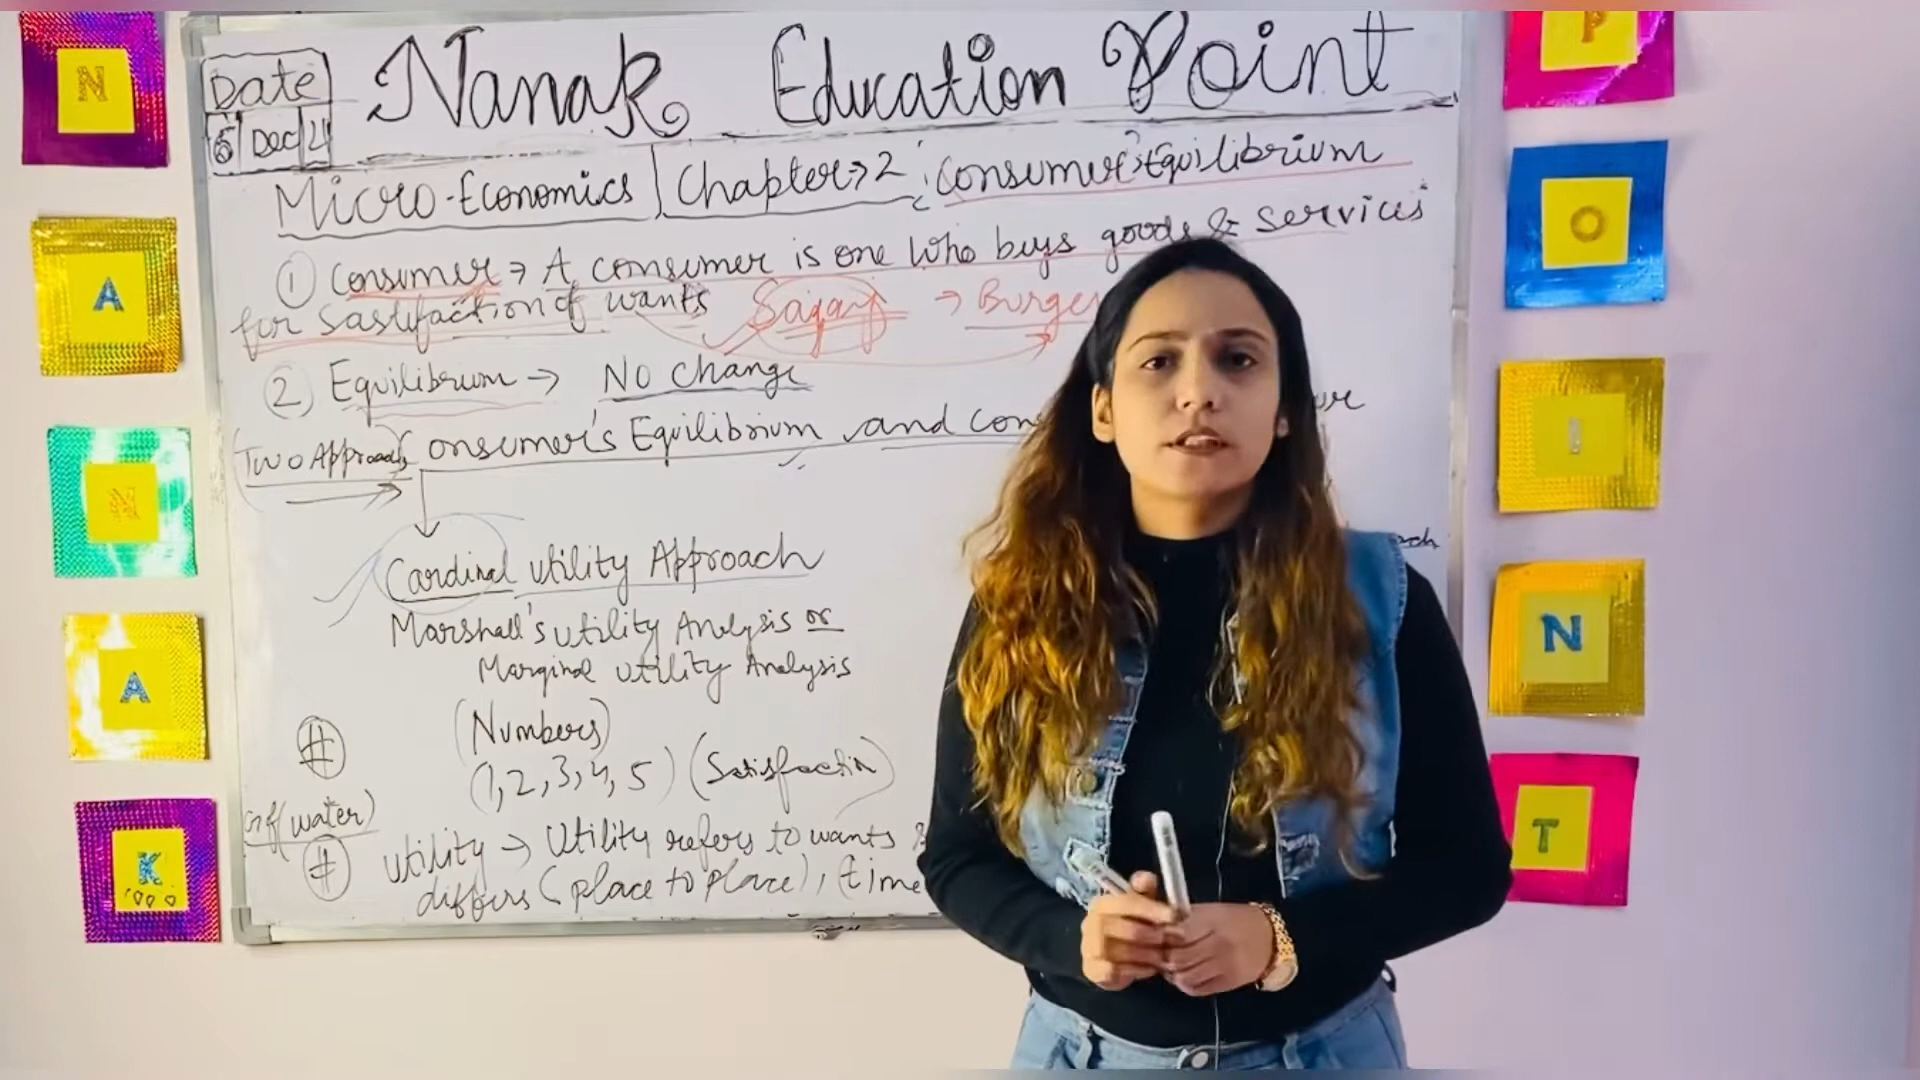 Nanak Education Point
Date
5 Dec 24
Micro-Economics | Chapter→2 : Consumer's Equilibrium
① Consumer → A consumer is one who buys goods & services
for sastifaction of wants Sagar → Burger
② Equilibrium → No change
Two Approach Consumer's Equilibrium and con
Cardinal utility Approach
Marshall's utility Analysis or
Marginal utility Analysis
(Numbers)
#
(1,2,3,4,5) (Satisfaction)
(water)
# utility → Utility refers to wants
differs (place to place), (time
N
A
N
A
K
P
O
I
N
T